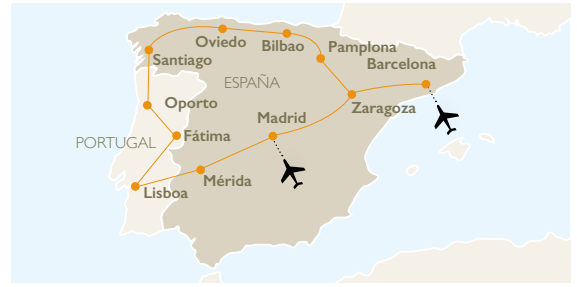 Oviedo
Bilbao
Pamplona
Santiago
Barcelona
ESPAÑA
Oporto
Zaragoza
Madrid
Fátima
PORTUGAL
Mérida
Lisboa